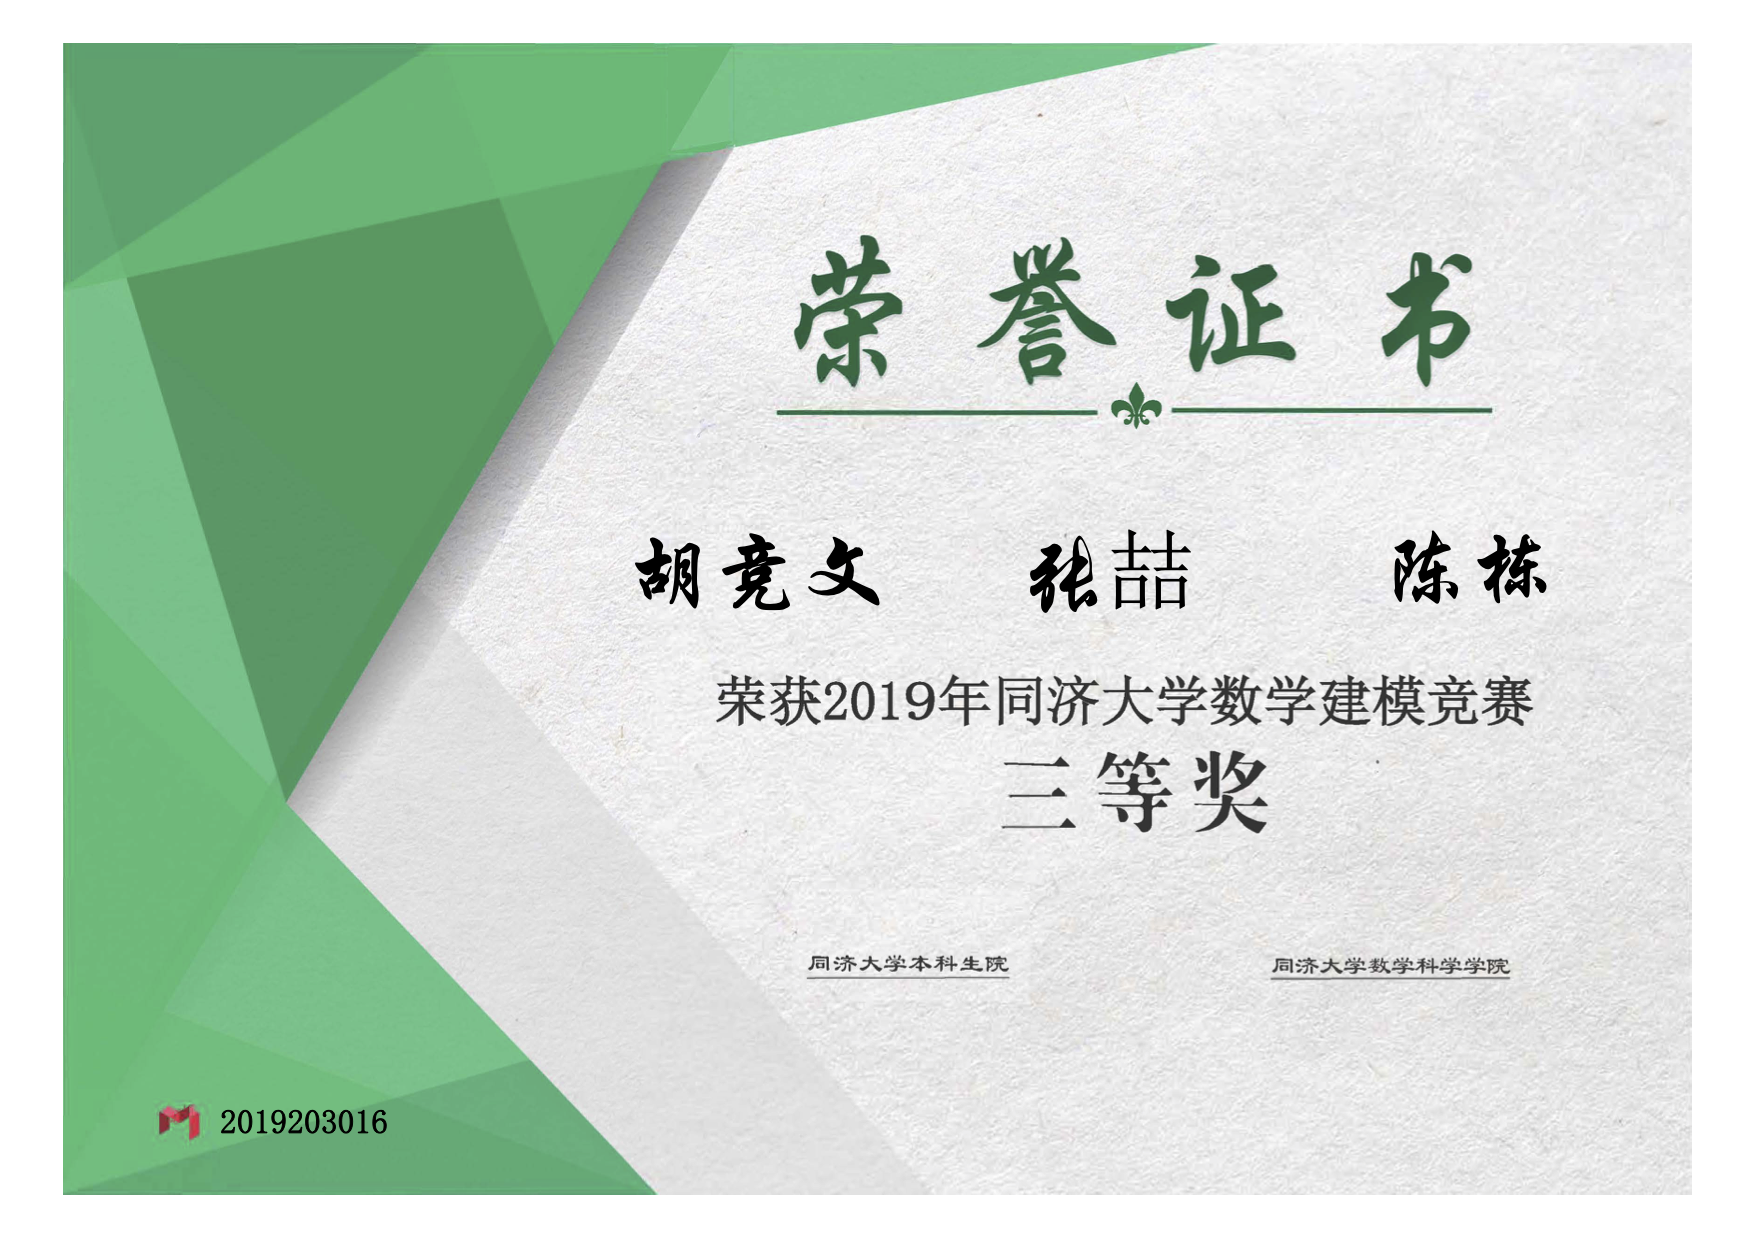 荣誉证书
胡竞文 张喆 陈栋
荣获2019年同济大学数学建模竞赛
三等奖
同济大学本科生院 同济大学数学科学学院
2019203016